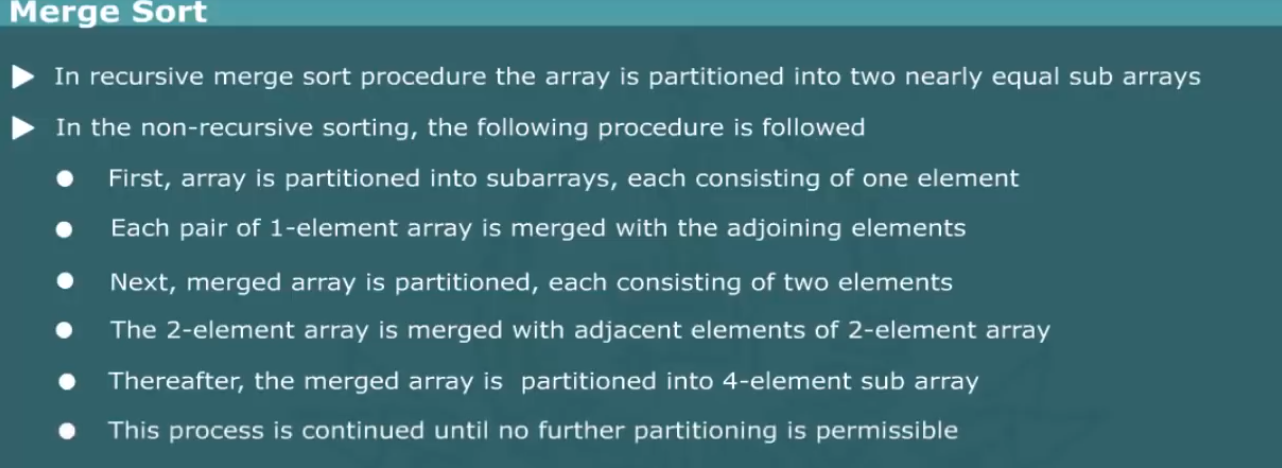 Merge Sort
In recursive merge sort procedure the array is partitioned into two nearly equal sub arrays
In the non-recursive sorting, the following procedure is followed
First, array is partitioned into subarrays, each consisting of one element
Each pair of 1-element array is merged with the adjoining elements
Next, merged array is partitioned, each consisting of two elements
The 2-element array is merged with adjacent elements of 2-element array
Thereafter, the merged array is partitioned into 4-element sub array
This process is continued until no further partitioning is permissible